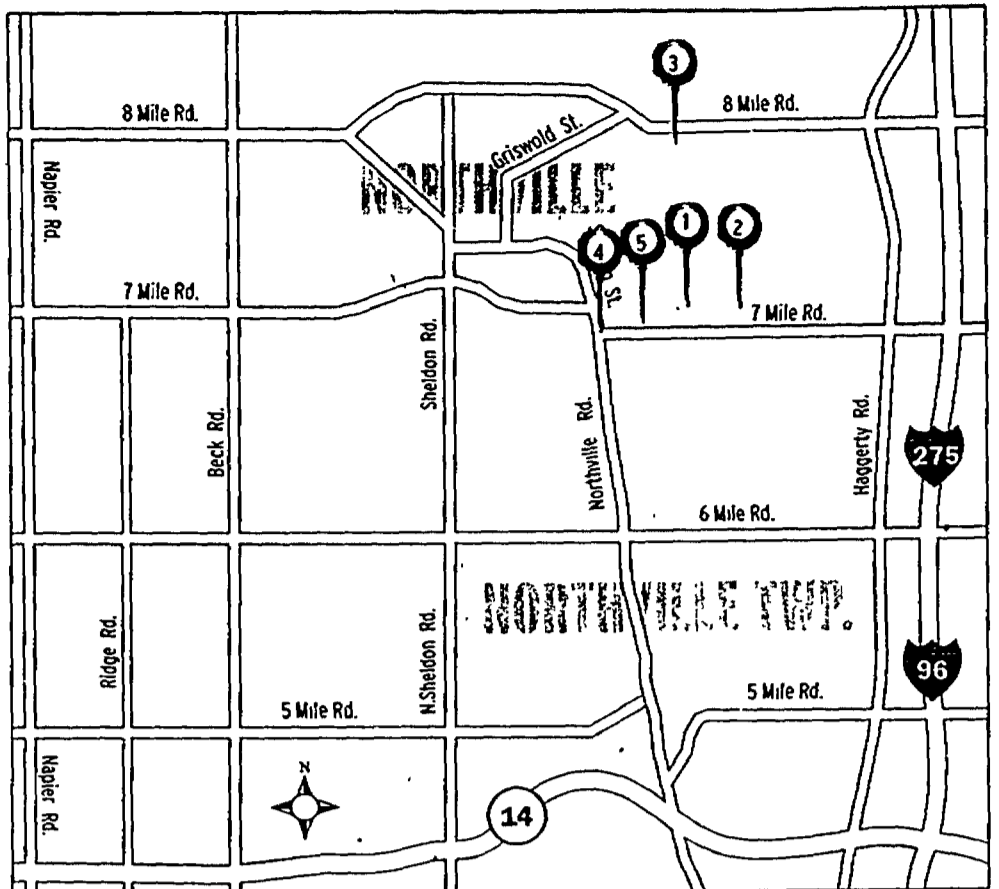 3
8 Mile Rd.
8 Mile Rd.
Griswold St.
NORTHVILLE
Napier Rd.
1
2
5
4
St.
7 Mile Rd.
7 Mile Rd.
Sheldon Rd.
Beck Rd.
Northville Rd.
Haggerty Rd.
275
6 Mile Rd.
NORTHVILLE TWP.
Ridge Rd.
N.Sheldon Rd.
96
5 Mile Rd.
5 Mile Rd.
Napier Rd.
N
14